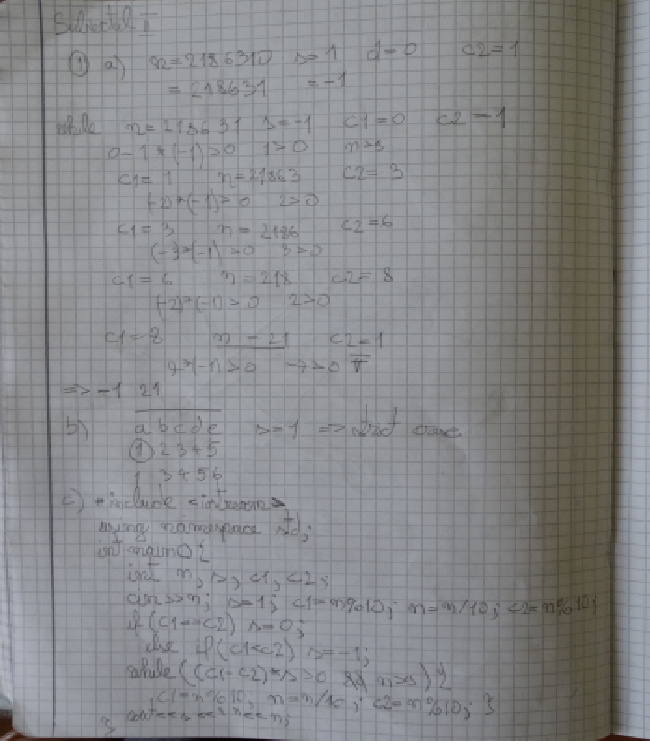 Subiectul II
① a) n=2186310 s=1 c1=0 c2=1
= 218631 =-1
while n=218631 s=-1 c1=0 c2=1
0-1*(-1)>0 1>0 n>s
c1=1 n=21863 c2=3
(-2)*(-1)>0 2>0
c1=3 n=2186 c2=6
(-3)*(-1)>0 3>0
c1=6 n=218 c2=8
(-2)*(-1)>0 2>0
c1=8 n=21 c2=1
7*(-1)>0 -7>0 F
=> -1 21
b) abcde s=1 =>
① 2 3 4 5
1 3 4 5 6
c) #include <iostream>
using namespace std;
int main(){
int n, s, c1, c2;
cin>>n; s=1; c1=n%10; n=n/10; c2=n%10;
if(c1==c2) s=0;
else if(c1<c2) s=-1;
while((c1-c2)*s>0 && n>s){
c1=n%10; n=n/10; c2=n%10; }
cout<<s<<" "<<n;